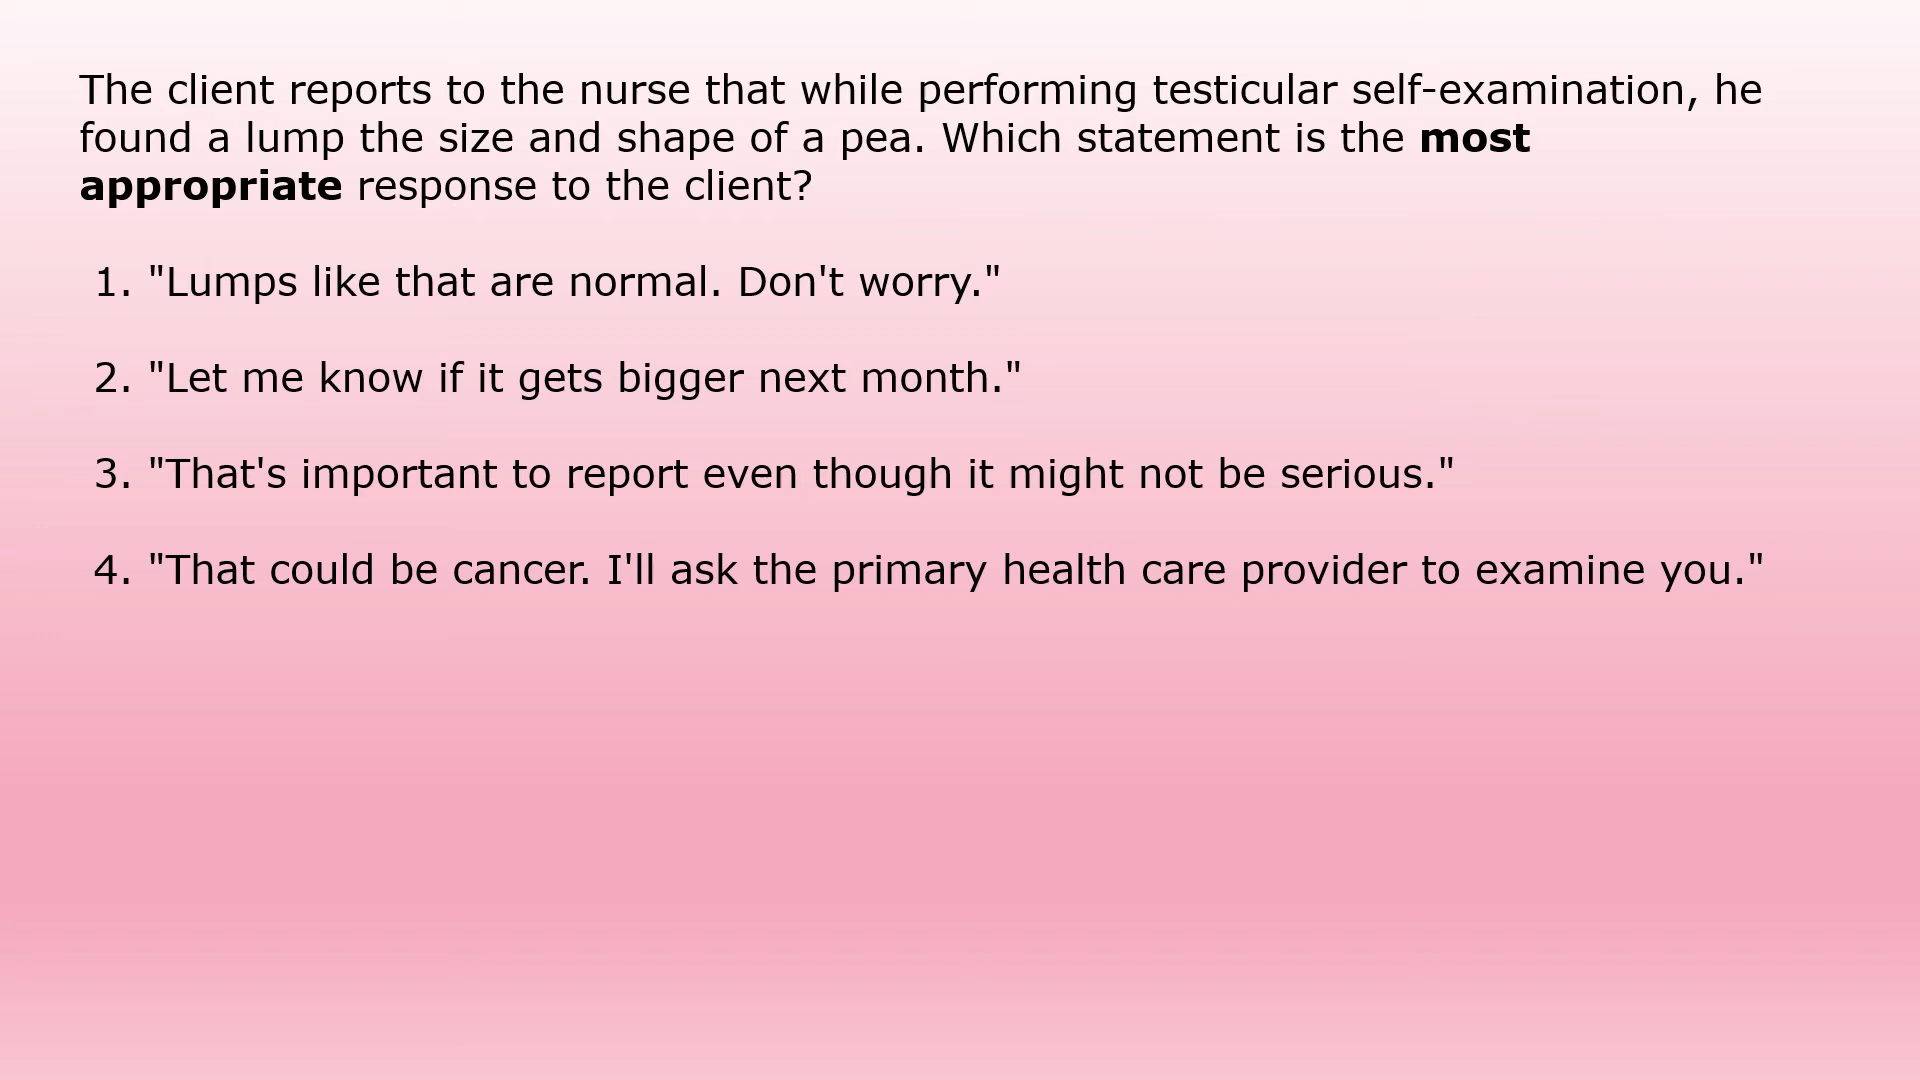 The client reports to the nurse that while performing testicular self-examination, he
found a lump the size and shape of a pea. Which statement is the most
appropriate response to the client?
1. "Lumps like that are normal. Don't worry."
2. "Let me know if it gets bigger next month."
3. "That's important to report even though it might not be serious."
4. "That could be cancer. I'll ask the primary health care provider to examine you."